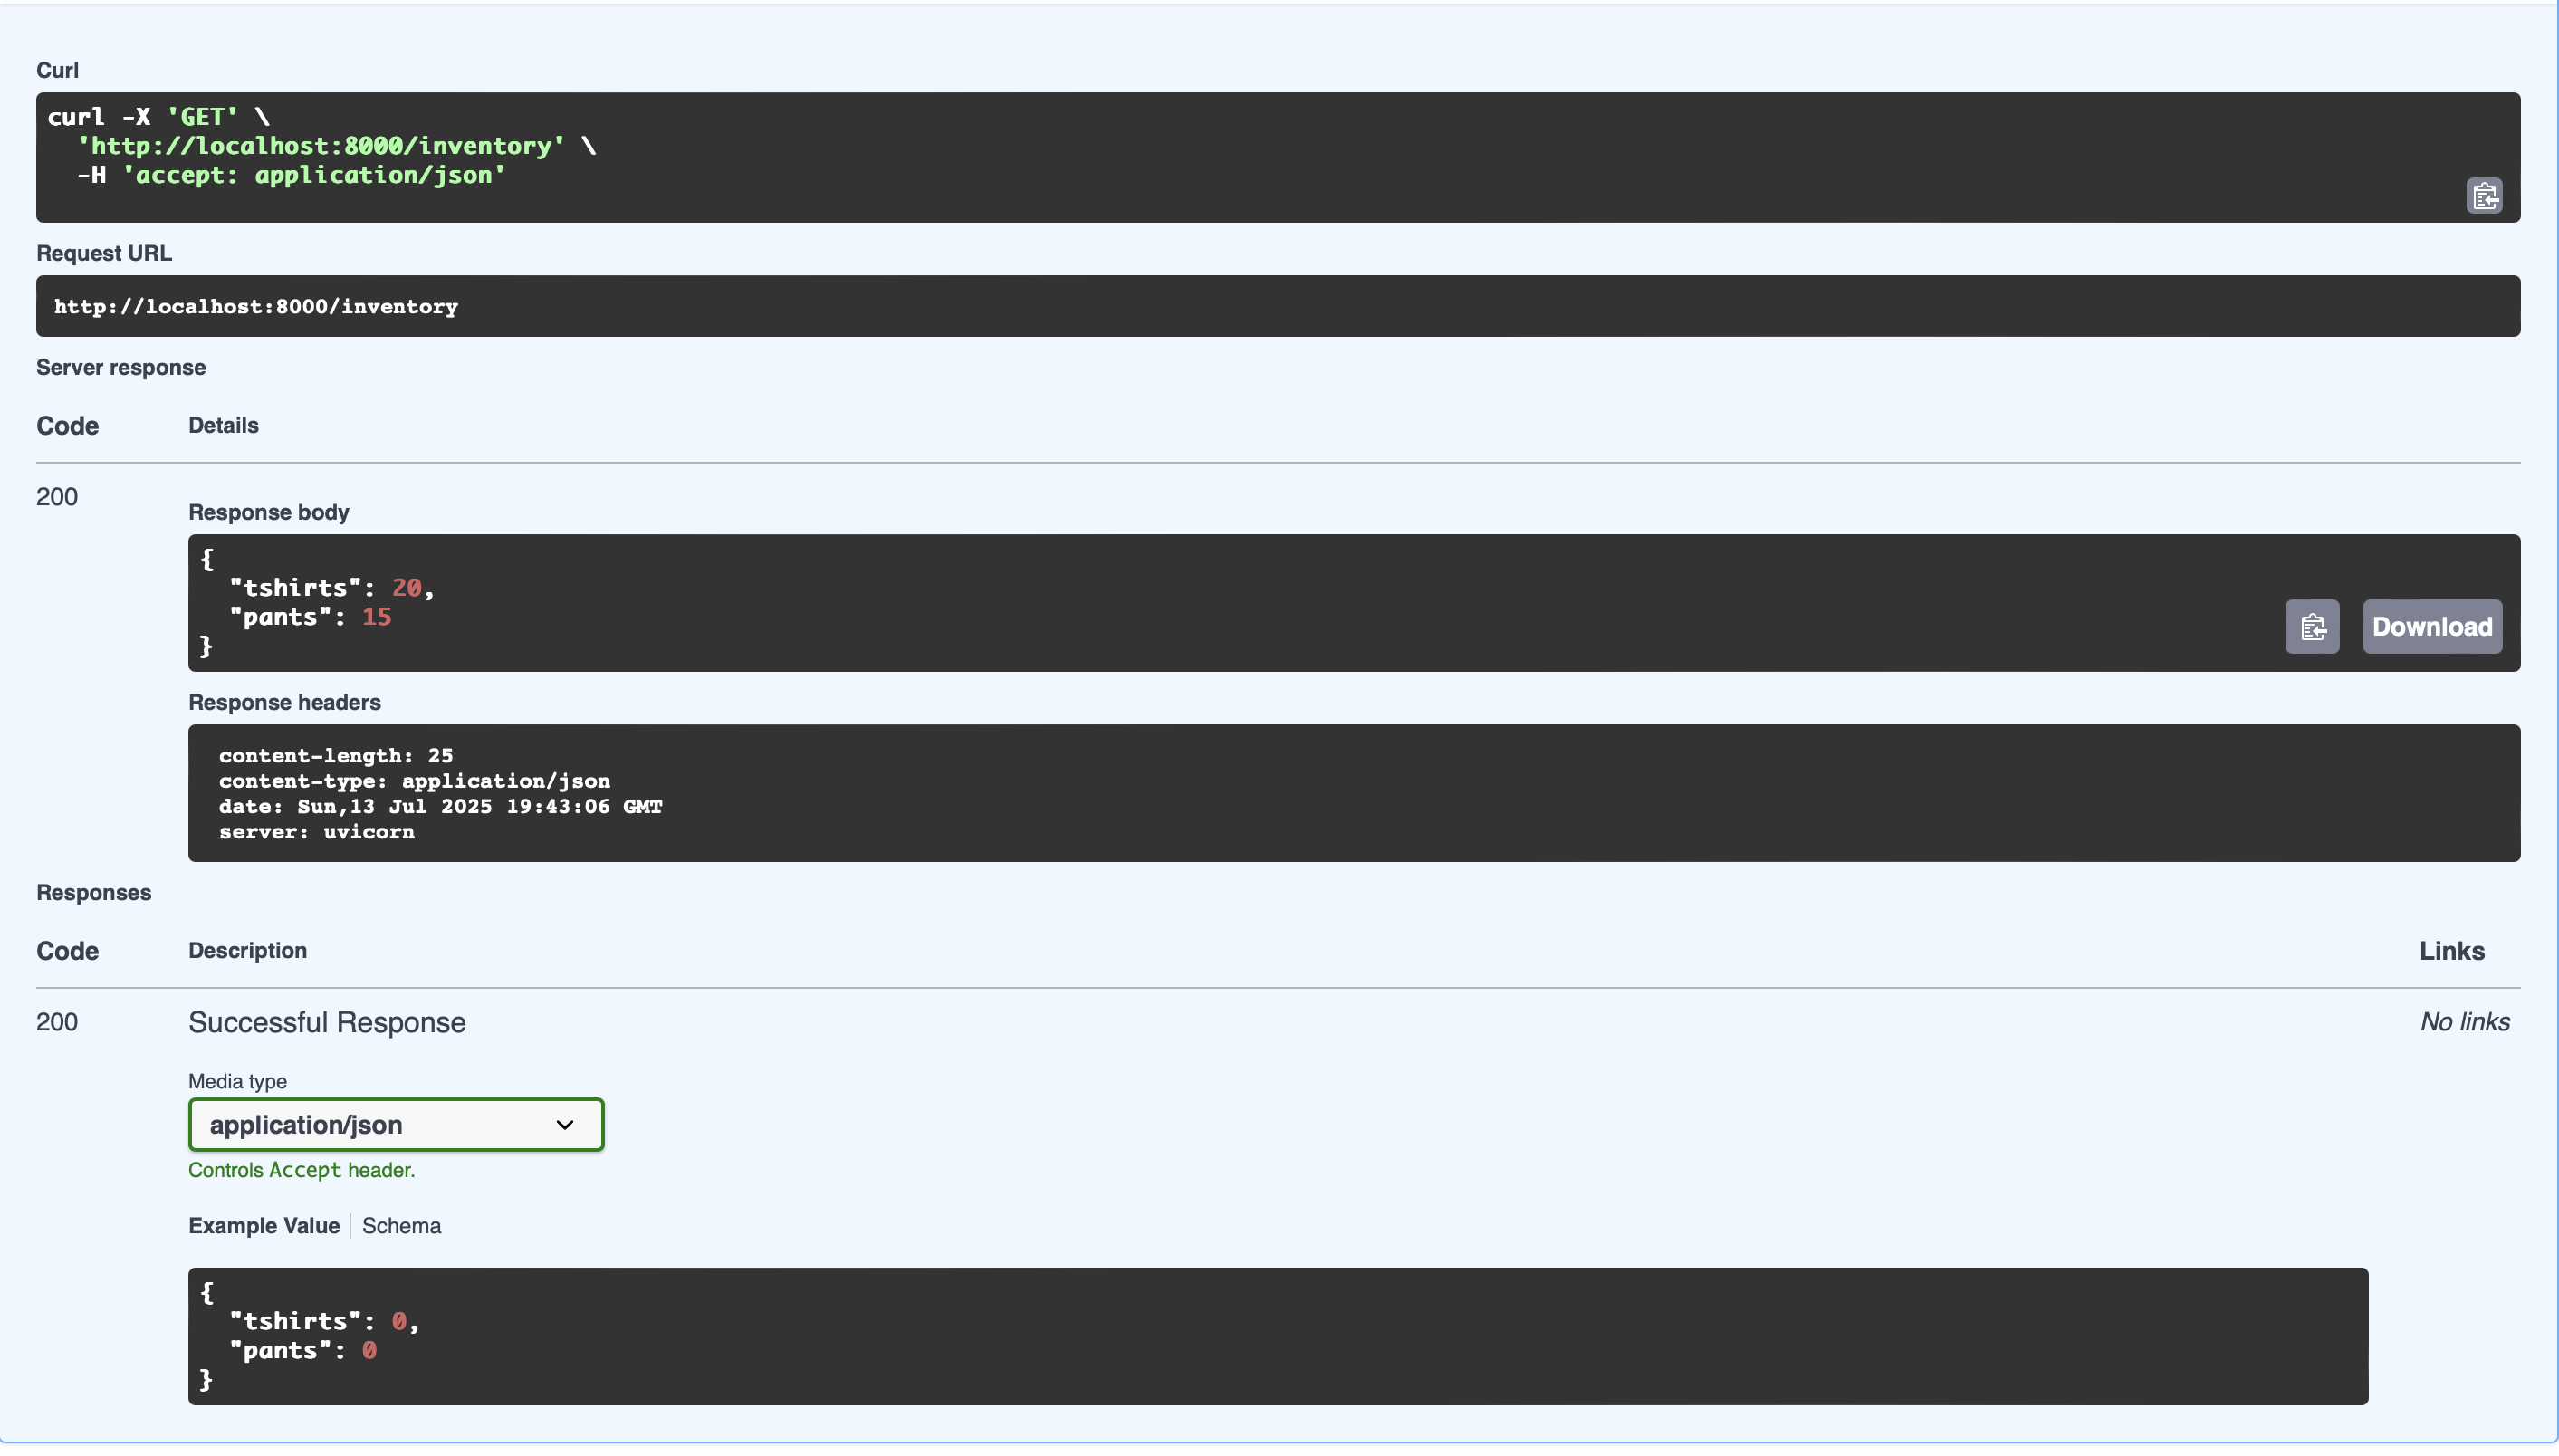 Curl
curl -X 'GET' \
  'http://localhost:8000/inventory' \
  -H 'accept: application/json'
Request URL
http://localhost:8000/inventory
Server response
Code Details
200
Response body
{
  "tshirts": 20,
  "pants": 15
}
Download
Response headers
content-length: 25
content-type: application/json
date: Sun,13 Jul 2025 19:43:06 GMT
server: uvicorn
Responses
Code Description Links
200 Successful Response No links
Media type
application/json
Controls Accept header.
Example Value Schema
{
  "tshirts": 0,
  "pants": 0
}